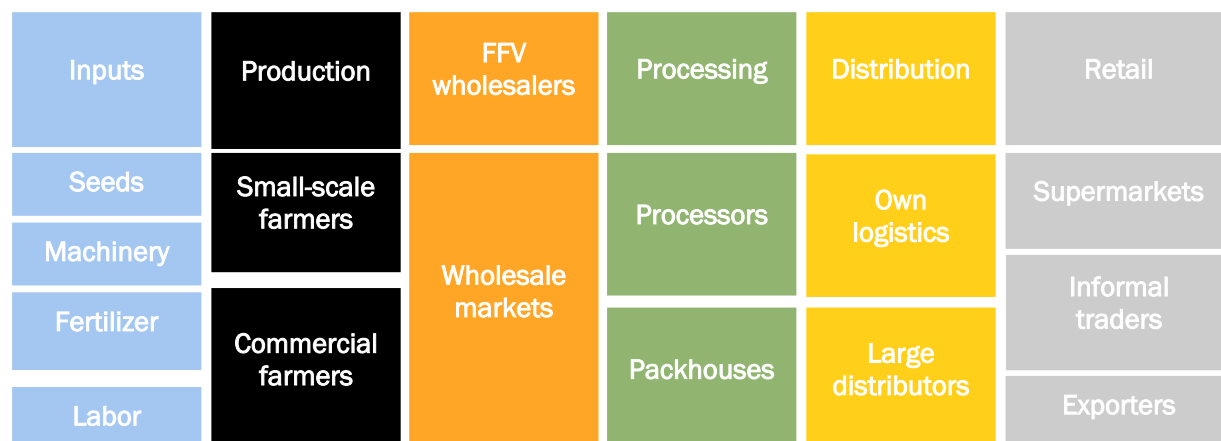 Inputs
Production
FFV
wholesalers
Processing
Distribution
Retail
Seeds
Machinery
Fertilizer
Labor
Small-scale
farmers
Commercial
farmers
Wholesale
markets
Processors
Packhouses
Own
logistics
Large
distributors
Supermarkets
Informal
traders
Exporters